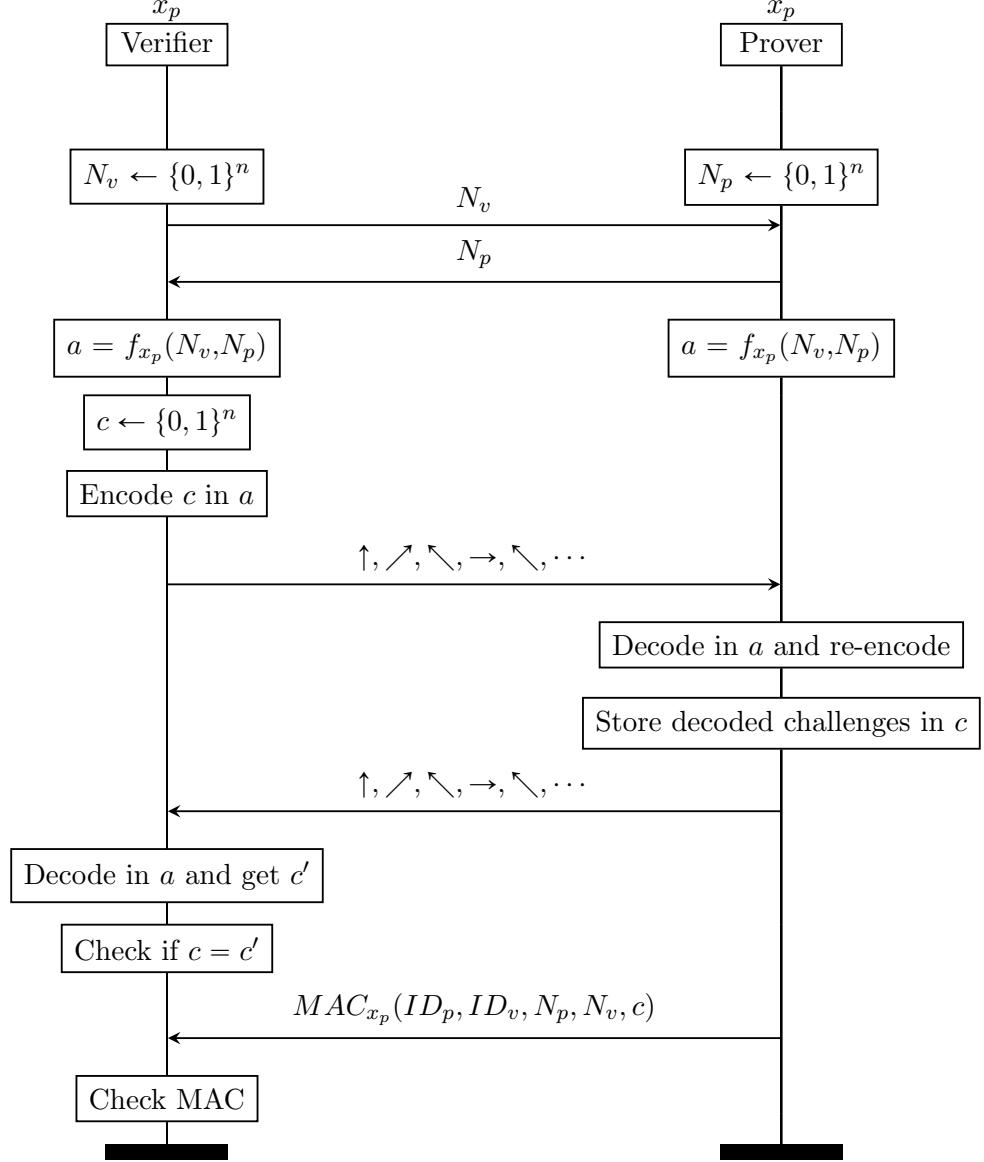 x_p x_p
Verifier Prover
N_v ← {0, 1}^n N_p ← {0, 1}^n
N_v
N_p
a = f_{x_p}(N_v,N_p) a = f_{x_p}(N_v,N_p)
c ← {0, 1}^n
Encode c in a
↑, ↗, ↖, →, ↖, ···
Decode in a and re-encode
Store decoded challenges in c
↑, ↗, ↖, →, ↖, ···
Decode in a and get c′
Check if c = c′
MAC_{x_p}(ID_p, ID_v, N_p, N_v, c)
Check MAC